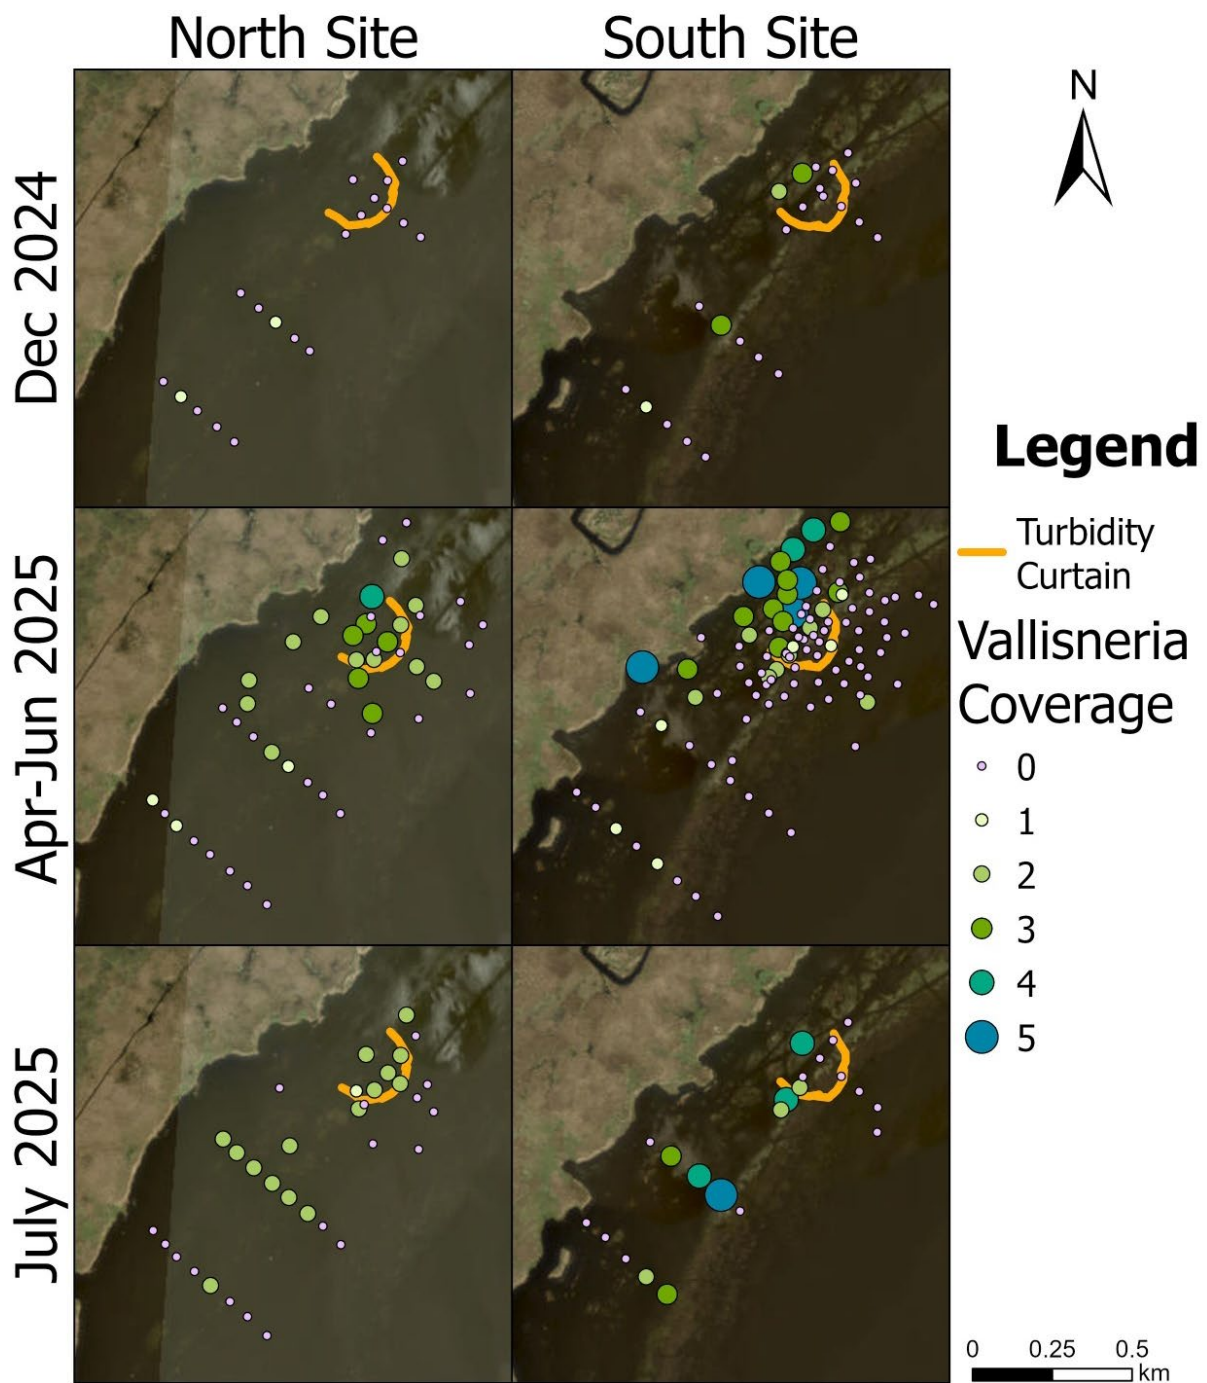 North Site
South Site
N
Dec 2024
Apr-Jun 2025
July 2025
Legend
Turbidity
Curtain
Vallisneria
Coverage
0
1
2
3
4
5
0 0.25 0.5
km